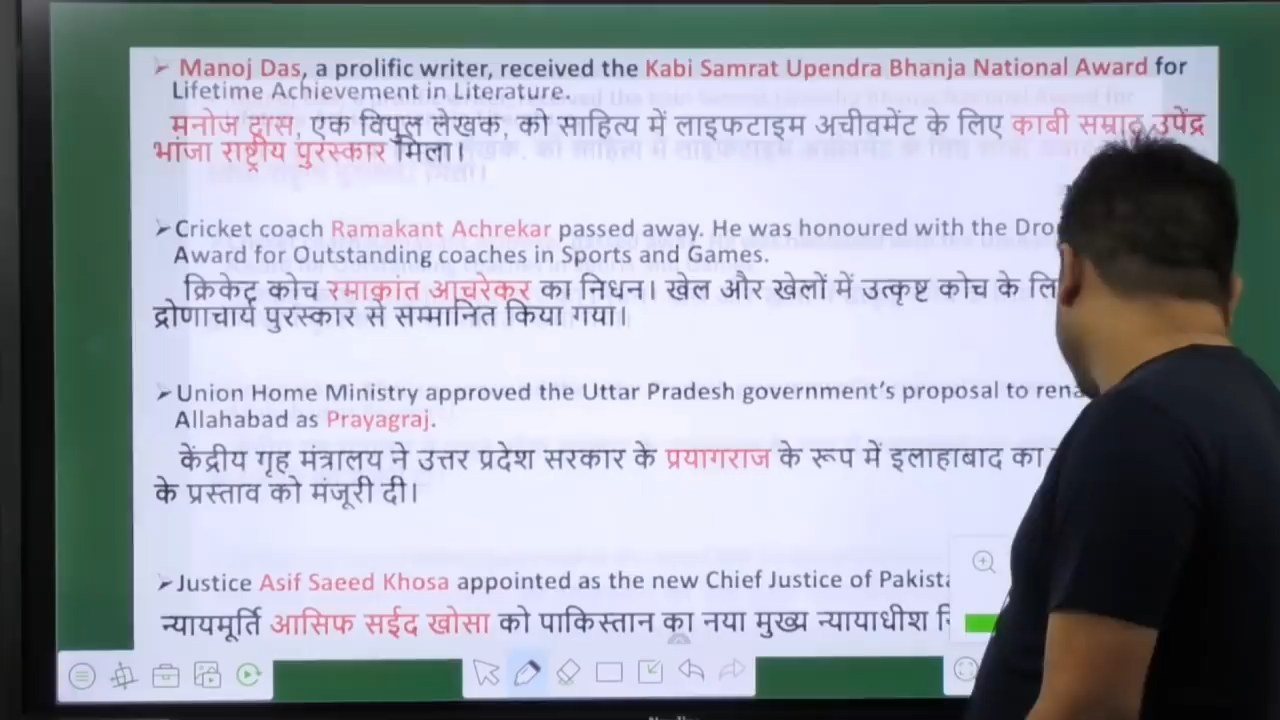 ➢ Manoj Das, a prolific writer, received the Kabi Samrat Upendra Bhanja National Award for
Lifetime Achievement in Literature.
मनोज दास, एक विपुल लेखक, को साहित्य में लाइफटाइम अचीवमेंट के लिए काबी सम्राट उपेंद्र
भांजा राष्ट्रीय पुरस्कार मिला।
➢ Cricket coach Ramakant Achrekar passed away. He was honoured with the
Award for Outstanding coaches in Sports and Games.
क्रिकेट कोच रमाकांत आचरेकर का निधन। खेल और खेलों में उत्कृष्ट कोच के
द्रोणाचार्य पुरस्कार से सम्मानित किया गया।
➢ Union Home Ministry approved the Uttar Pradesh government's proposal to
Allahabad as Prayagraj.
केंद्रीय गृह मंत्रालय ने उत्तर प्रदेश सरकार के प्रयागराज के रूप में इलाहाबाद का
के प्रस्ताव को मंजूरी दी।
➢ Justice Asif Saeed Khosa appointed as the new Chief Justice of
न्यायमूर्ति आसिफ सईद खोसा को पाकिस्तान का नया मुख्य न्यायाधीश